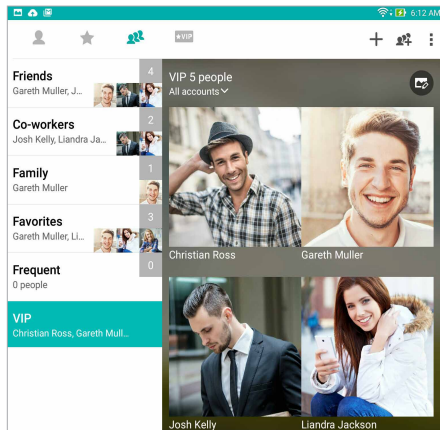 6:12 AM
VIP
Friends
4
Gareth Muller, J...
Co-workers
2
Josh Kelly, Liandra Ja...
Family
1
Gareth Muller
Favorites
3
Gareth Muller, Li...
Frequent
0
0 people
VIP
Christian Ross, Gareth Mull...
VIP 5 people
All accounts
Christian Ross
Gareth Muller
Josh Kelly
Liandra Jackson